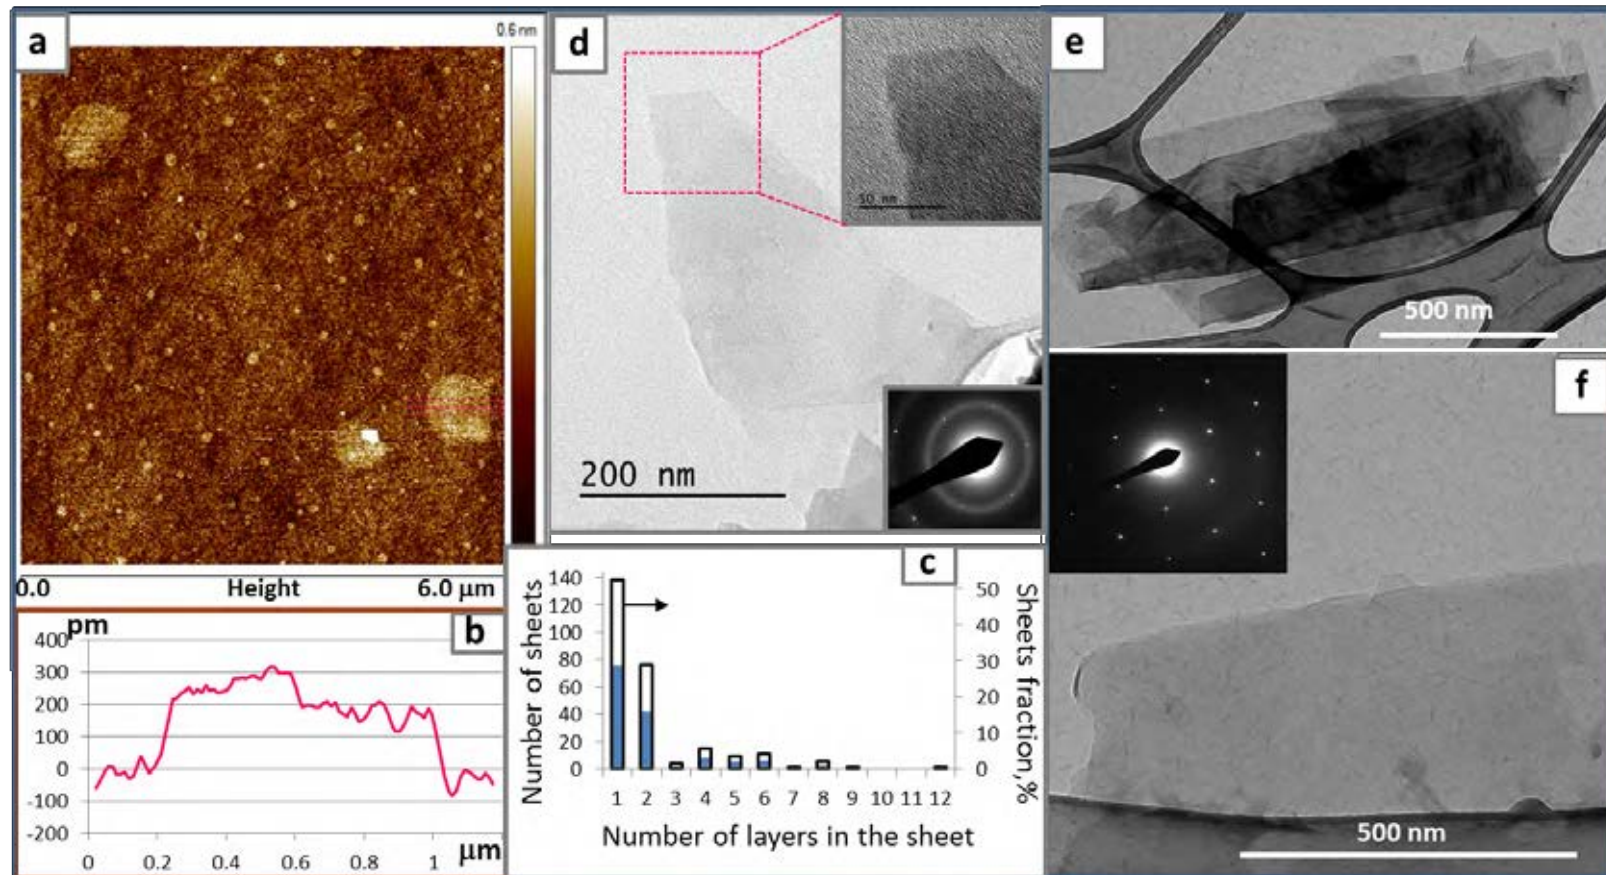 a
0.6 nm
0.0
Height
6.0 µm
b
pm
400
300
200
100
0
-100
-200
0
0.2
0.4
0.6
0.8
1
µm
d
50 nm
200 nm
c
Number of sheets
140
120
100
80
60
40
20
0
Sheets fraction,%
50
40
30
20
10
0
1 2 3 4 5 6 7 8 9 10 11 12
Number of layers in the sheet
e
500 nm
f
500 nm